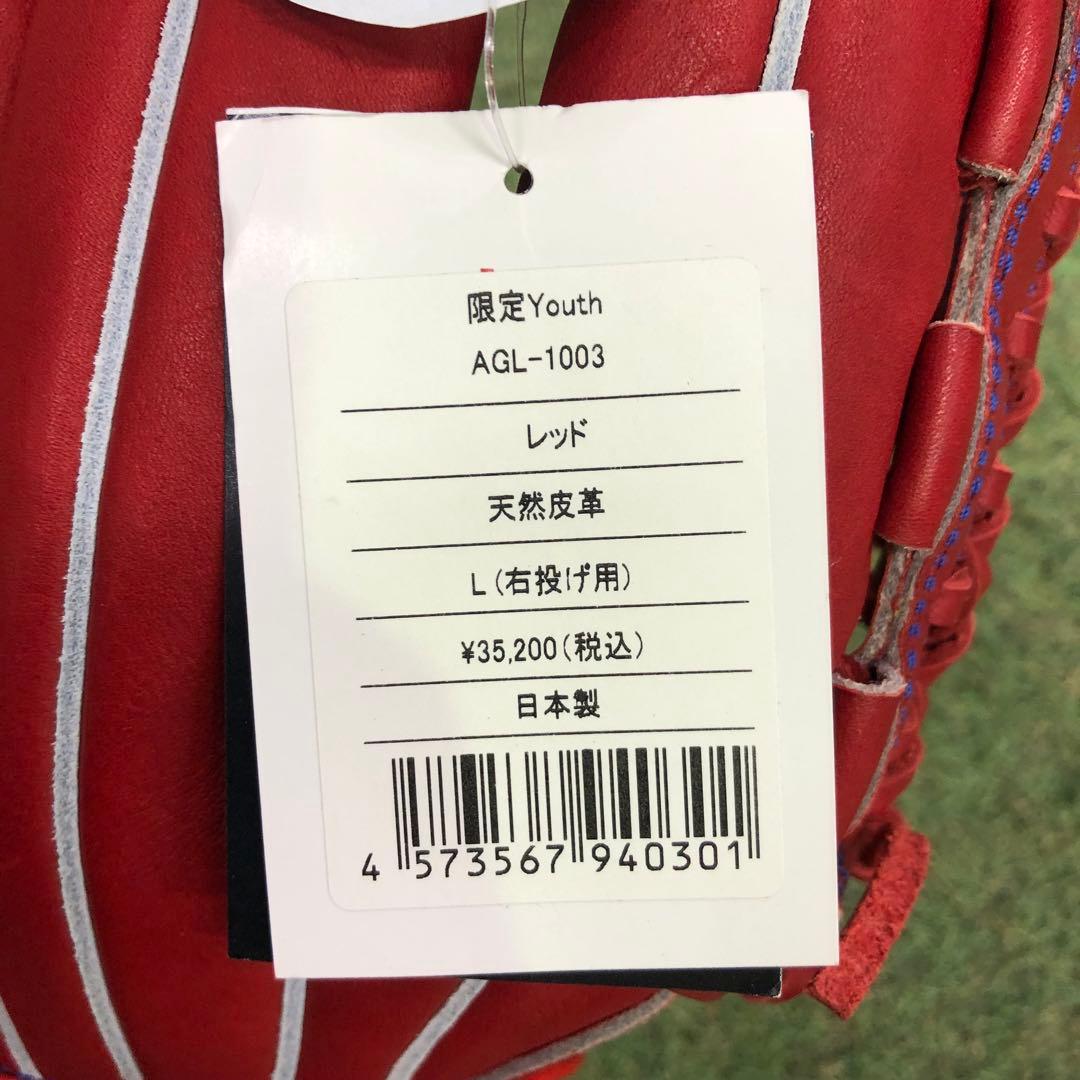 限定Youth
AGL-1003
レッド
天然皮革
L(右投げ用)
¥35,200(税込)
日本製
4 573567 940301